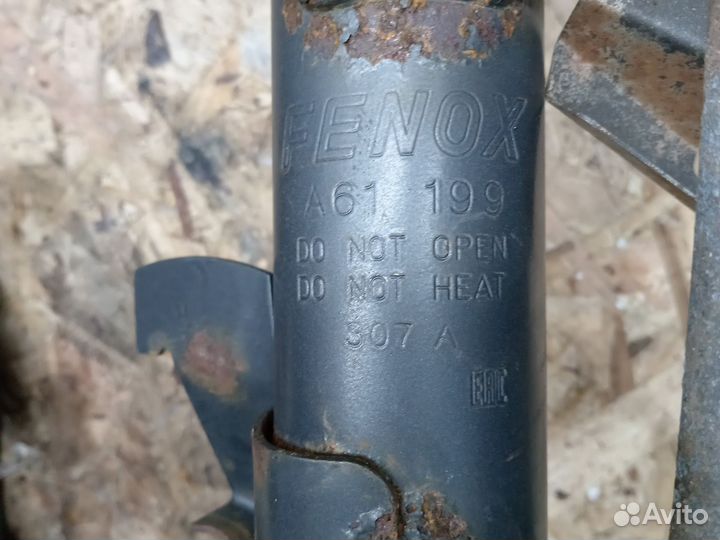 FENOX
A61 199
DO NOT OPEN
DO NOT HEAT
307 A
EAC
Avito